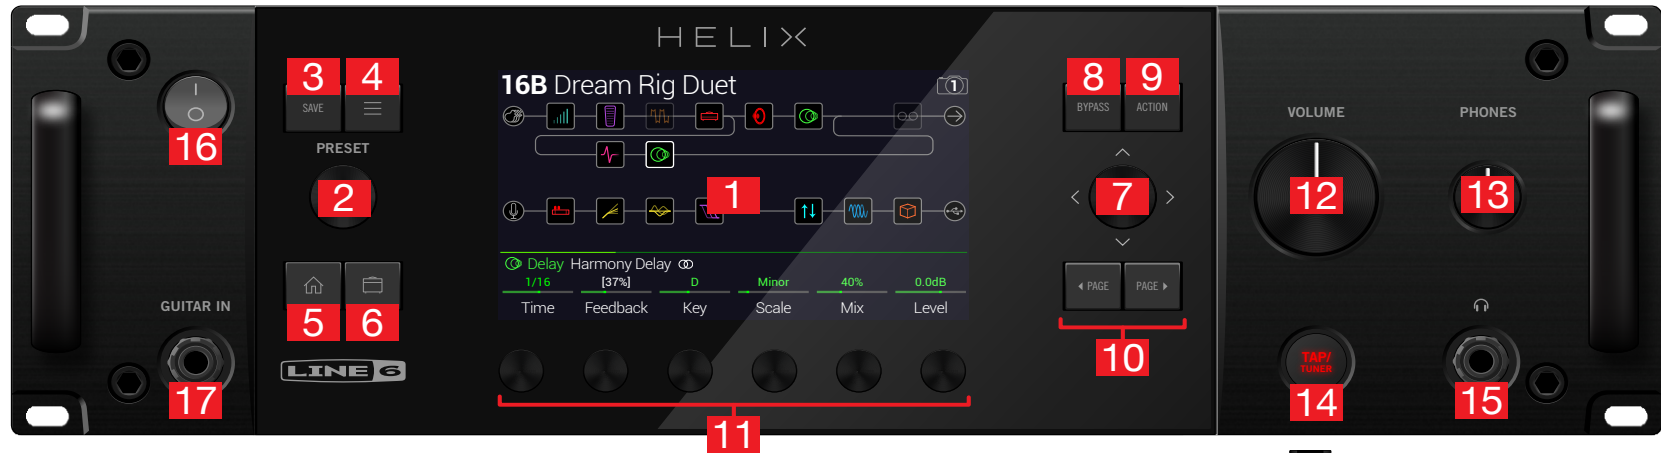 HELIX
3
4
8
9
SAVE
BYPASS
ACTION
16B Dream Rig Duet
1
VOLUME
PHONES
16
PRESET
2
1
7
12
13
Delay Harmony Delay
1/16
[37%]
D
Minor
40%
0.0dB
Time
Feedback
Key
Scale
Mix
Level
PAGE
PAGE
GUITAR IN
5
6
10
TAP/
TUNER
LINE 6
17
14
15
11